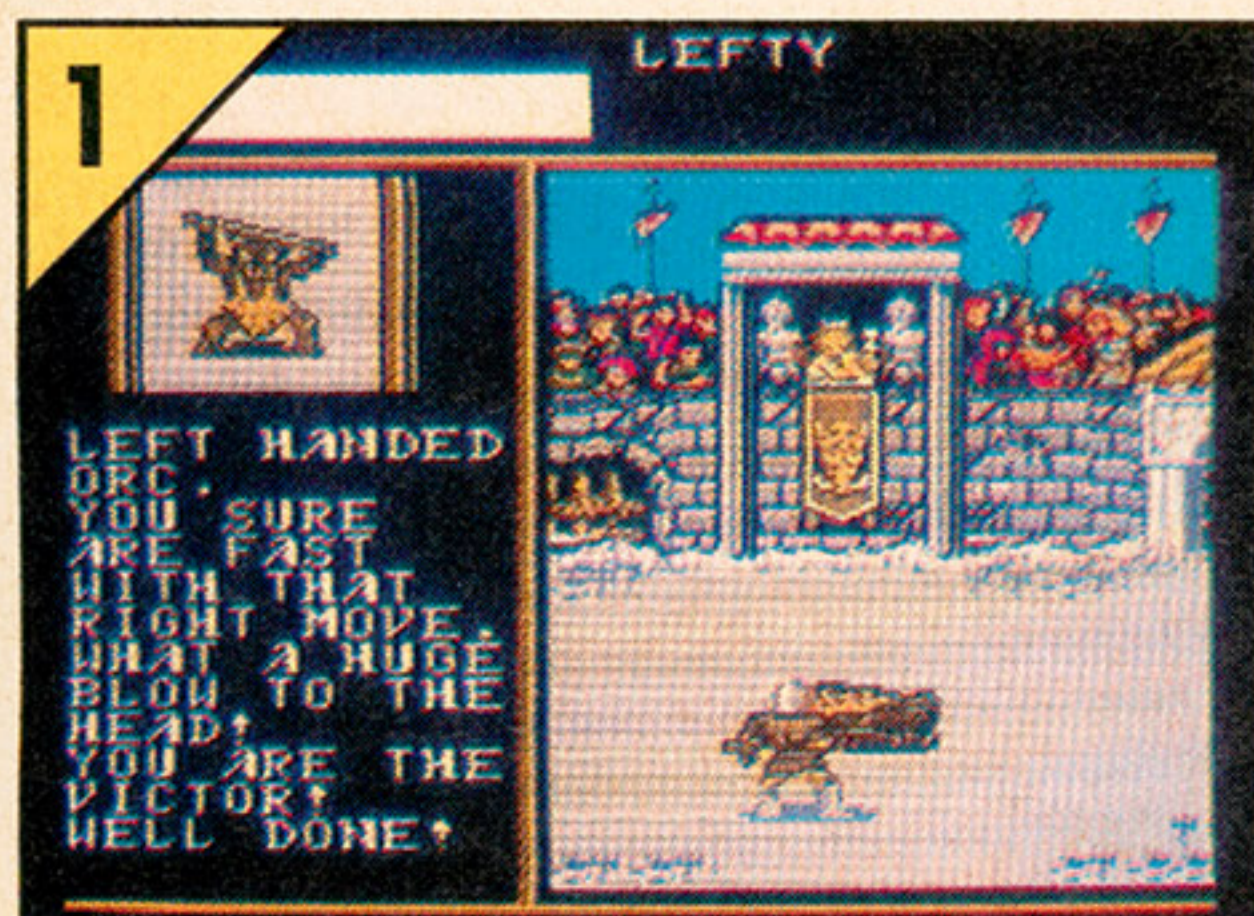 1
LEFTY
LEFT HANDED
ORC.
YOU SURE
ARE FAST
WITH THAT
RIGHT MOVE.
WHAT A HUGE
BLOW TO THE
HEAD!
YOU ARE THE
VICTOR!
WELL DONE!